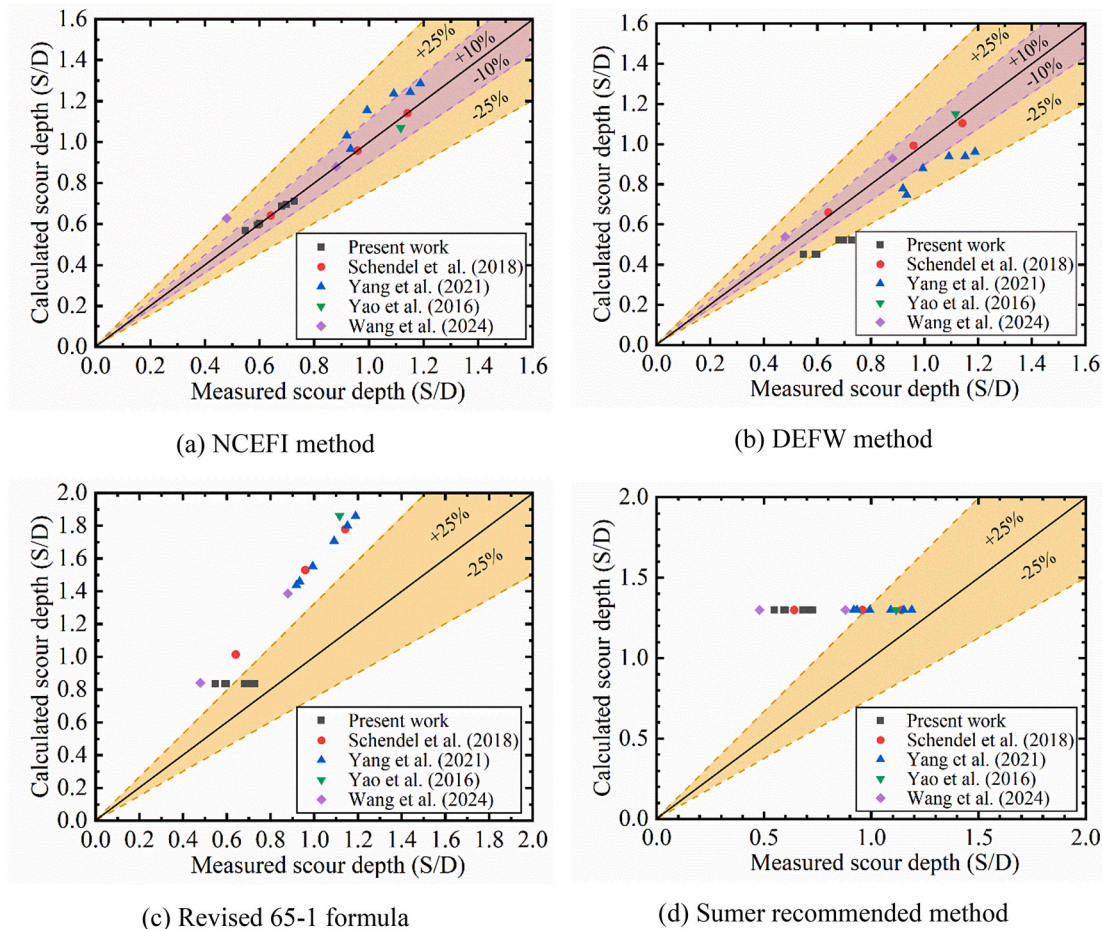 1.6
1.4
1.2
1.0
0.8
0.6
0.4
0.2
0.0
Calculated scour depth (S/D)
+25%
+10%
-10%
-25%
Present work
Schendel et al. (2018)
Yang et al. (2021)
Yao et al. (2016)
Wang et al. (2024)
0.0 0.2 0.4 0.6 0.8 1.0 1.2 1.4 1.6
Measured scour depth (S/D)
(a) NCEFI method
1.6
1.4
1.2
1.0
0.8
0.6
0.4
0.2
0.0
Calculated scour depth (S/D)
+25%
+10%
-10%
-25%
Present work
Schendel et al. (2018)
Yang et al. (2021)
Yao et al. (2016)
Wang et al. (2024)
0.0 0.2 0.4 0.6 0.8 1.0 1.2 1.4 1.6
Measured scour depth (S/D)
(b) DEFW method
2.0
1.8
1.6
1.4
1.2
1.0
0.8
0.6
0.4
0.2
0.0
Calculated scour depth (S/D)
+25%
-25%
Present work
Schendel et al. (2018)
Yang et al. (2021)
Yao et al. (2016)
Wang et al. (2024)
0.0 0.2 0.4 0.6 0.8 1.0 1.2 1.4 1.6 1.8 2.0
Measured scour depth (S/D)
(c) Revised 65-1 formula
2.0
1.5
1.0
0.5
0.0
Calculated scour depth (S/D)
+25%
-25%
Present work
Schendel et al. (2018)
Yang et al. (2021)
Yao et al. (2016)
Wang et al. (2024)
0.0 0.5 1.0 1.5 2.0
Measured scour depth (S/D)
(d) Sumer recommended method